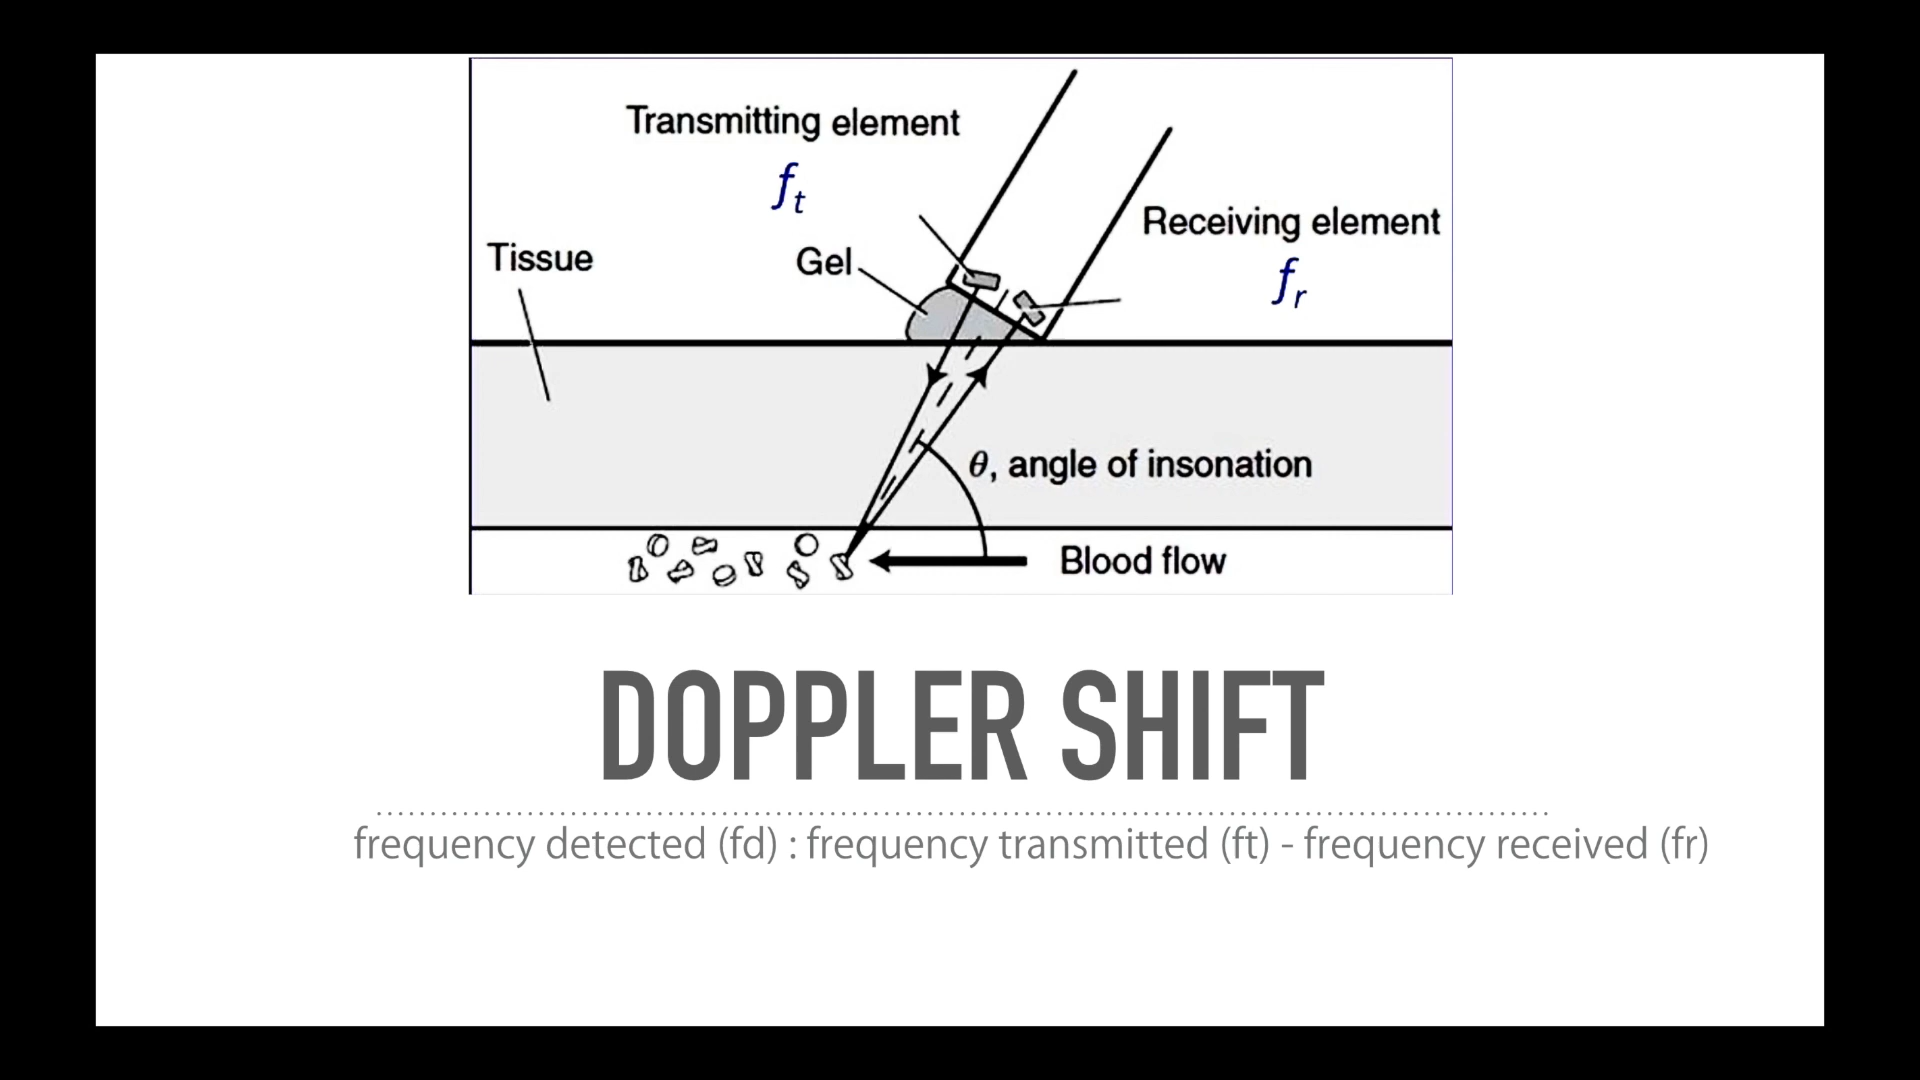 Transmitting element
ft
Receiving element
fr
Tissue
Gel
θ, angle of insonation
Blood flow
DOPPLER SHIFT
frequency detected (fd) : frequency transmitted (ft) - frequency received (fr)